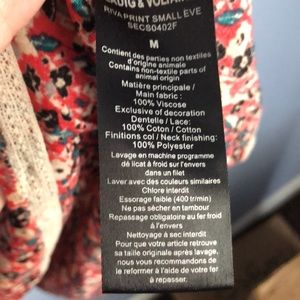 ZADIG & VOLTAIRE
RIVA PRINT SMALL EVE
SEC80402F
M
Contient des parties non textiles
d'origine animale
Contains non-textile parts of
animal origin
Matière principale /
Main fabric :
100% Viscose
Exclusive of decoration
Dentelle / Lace:
100% Coton / Cotton
Finitions col / Neck finishing:
100% Polyester
Lavage en machine programme
délicat à froid sur l'envers
dans un filet
Laver avec des couleurs similaires
Chlore interdit
Essorage faible (400 tr/min)
Ne pas sécher en tambour
Repassage obligatoire au fer froid
à l'envers
Nettoyage à sec interdit
Pour que votre article retrouve
sa taille originale après lavage,
nous vous recommandons de
le reformer à l'aide de votre fer
à froid